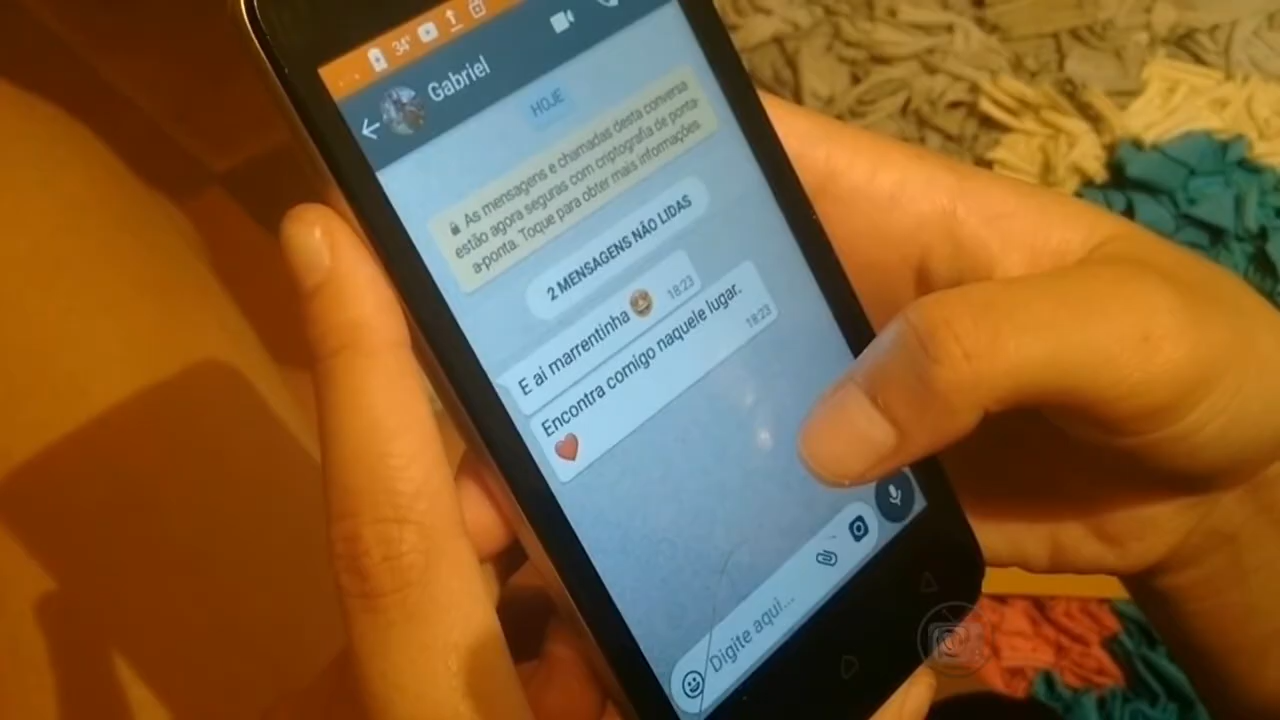 34°
Gabriel
HOJE
As mensagens e chamadas desta conversa
estão agora seguras com criptografia de ponta-
a-ponta. Toque para obter mais informações
2 MENSAGENS NÃO LIDAS
E ai marrentinha 🤩 18:23
Encontra comigo naquele lugar.
❤️ 18:23
Digite aqui...